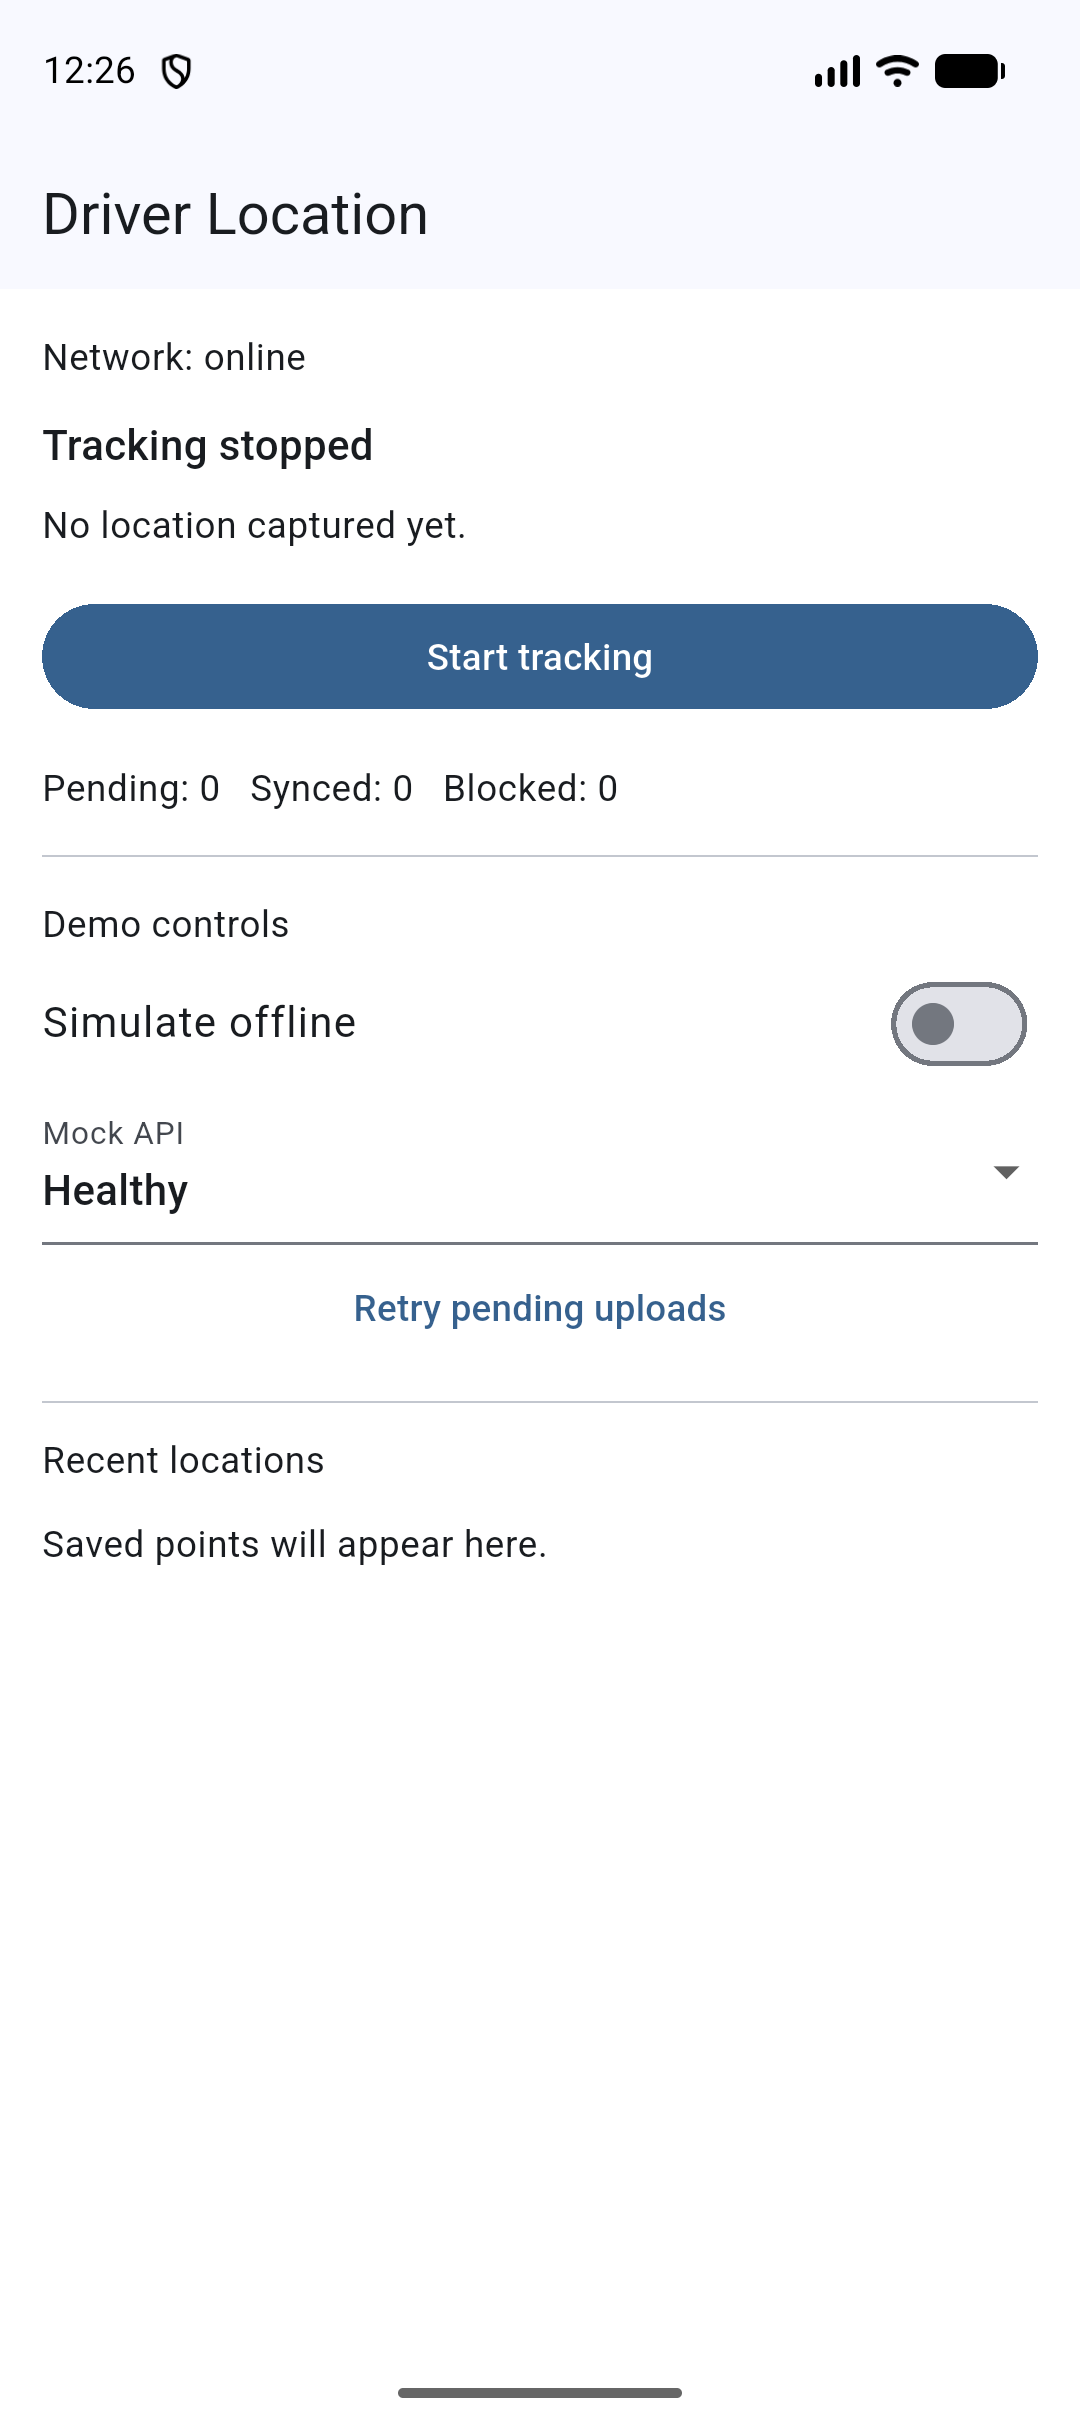 12:26
Driver Location
Network: online
Tracking stopped
No location captured yet.
Start tracking
Pending: 0 Synced: 0 Blocked: 0
Demo controls
Simulate offline
Mock API
Healthy
Retry pending uploads
Recent locations
Saved points will appear here.